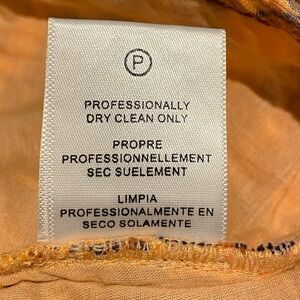 P
PROFESSIONALLY
DRY CLEAN ONLY
PROPRE
PROFESSIONNELLEMENT
SEC SUELEMENT
LIMPIA
PROFESSIONALMENTE EN
SECO SOLAMENTE